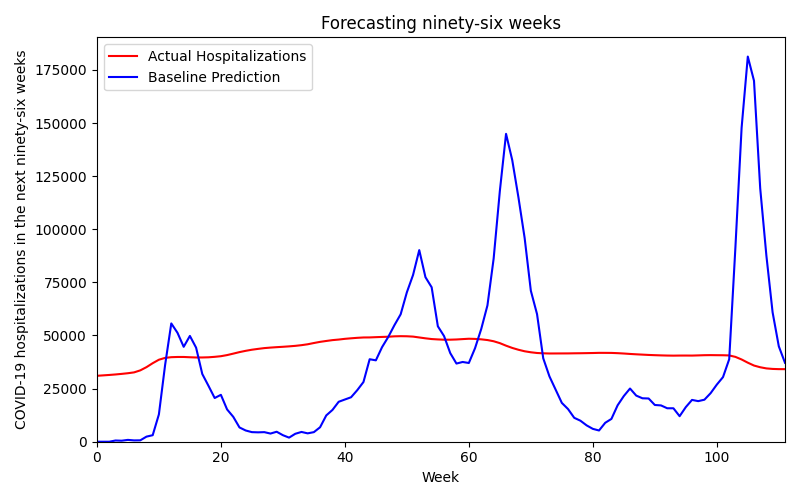 Forecasting ninety-six weeks
Actual Hospitalizations
Baseline Prediction
COVID-19 hospitalizations in the next ninety-six weeks
175000
150000
125000
100000
75000
50000
25000
0
0 20 40 60 80 100
Week